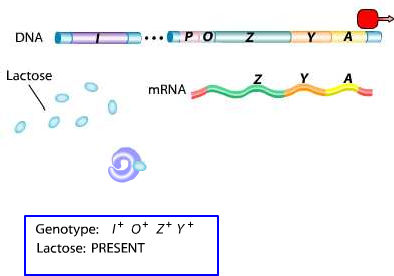 DNA I P O Z Y A
Lactose
mRNA Z Y A
Genotype: I+ O+ Z+ Y+
Lactose: PRESENT